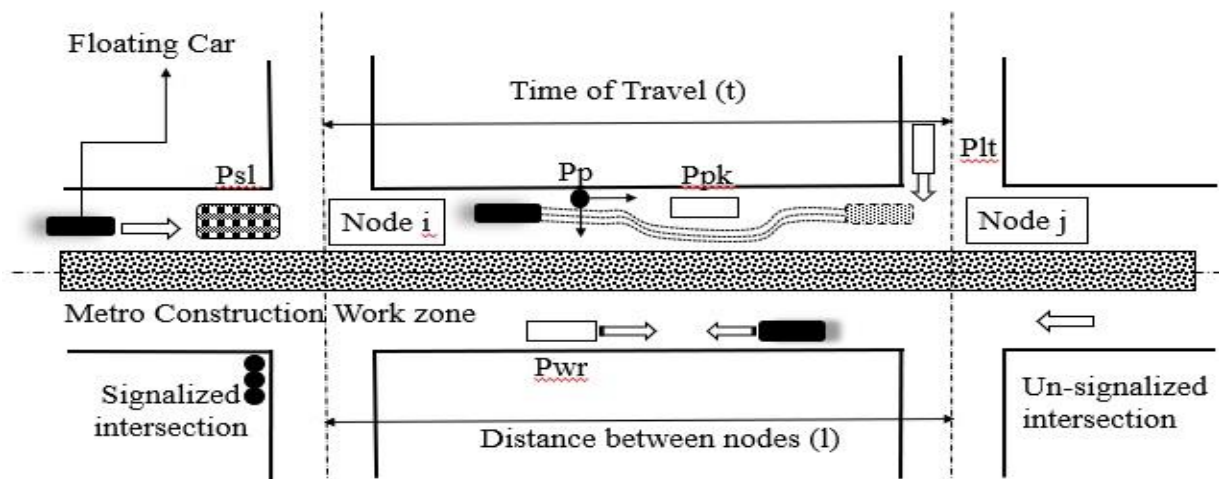 Floating Car
Time of Travel (t)
Plt
Psl
Pp
Ppk
Node i
Node j
Metro Construction Work zone
Pwr
Signalized
intersection
Un-signalized
intersection
Distance between nodes (l)